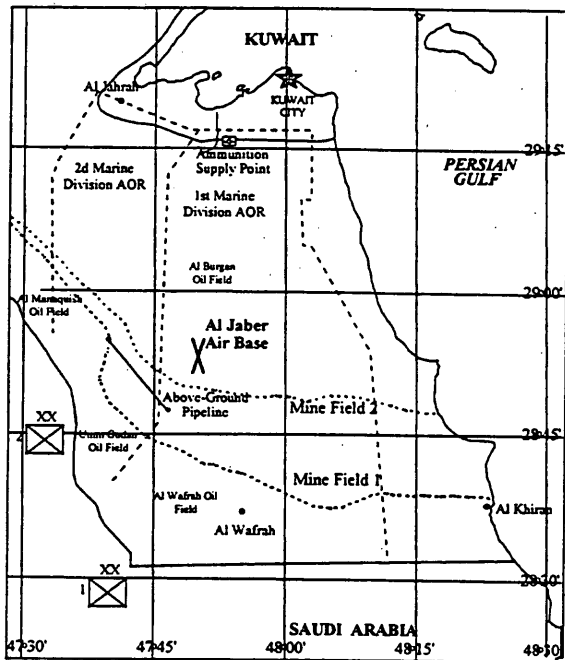 KUWAIT
Al Jahrah
KUWAIT
CITY
Ammunition
Supply Point
29:15'
2d Marine
Division AOR
PERSIAN
GULF
1st Marine
Division AOR
Al Burgan
Oil Field
29:00'
Al Manaquish
Oil Field
Al Jaber
Air Base
Above-Ground
Pipeline
Mine Field 2
XX
2
Umm Gudair
Oil Field
28:45'
Mine Field 1
Al Wafrah Oil
Field
Al Wafrah
Al Khiran
XX
1
28:30'
SAUDI ARABIA
47:30'
47:45'
48:00'
48:15'
48:30'